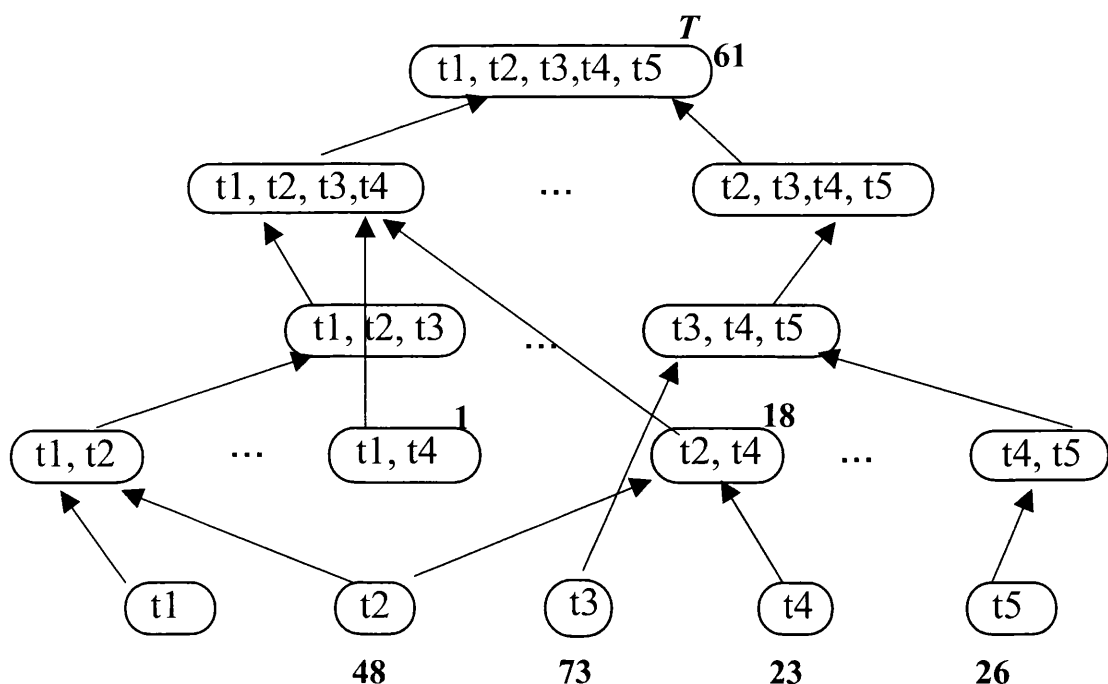 T
t1, t2, t3,t4, t5 61
t1, t2, t3,t4 ... t2, t3,t4, t5
t1, t2, t3 ... t3, t4, t5
1 18
t1, t2 ... t1, t4 t2, t4 ... t4, t5
t1 t2 t3 t4 t5
48 73 23 26